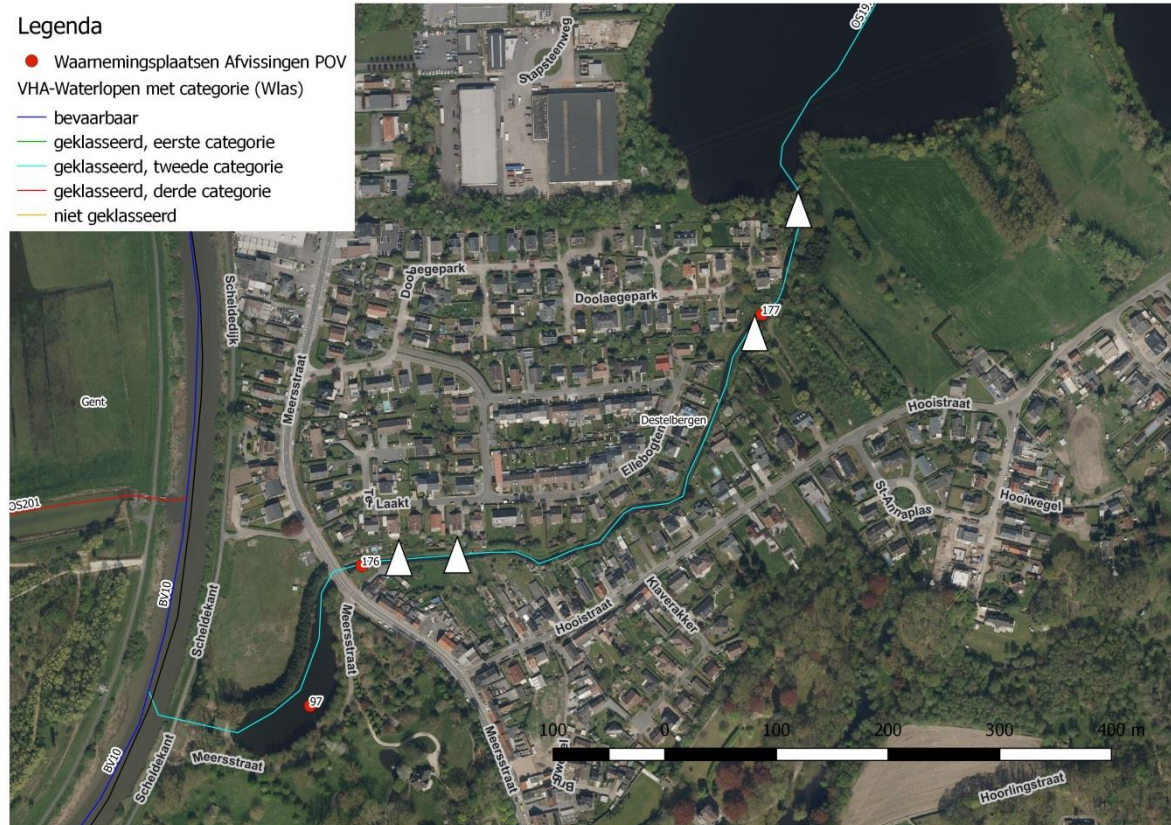 Legenda
Waarnemingsplaatsen Afvissingen POV
VHA-Waterlopen met categorie (Wlas)
bevaarbaar
geklasseerd, eerste categorie
geklasseerd, tweede categorie
geklasseerd, derde categorie
niet geklasseerd
Stapsteenweg
Scheldedijk
Doolaegepark
Doolaegepark
177
Meersstraat
Gent
Hooistraat
Destelbergen
Ellebogten
St-Annaplas
Hooiwegel
OS201
Ter Laakt
176
BV10
Scheldekant
Meersstraat
Klaverakker
Hooistraat
97
100 0 100 200 300 400 m
BV10
Scheldekant
Meersstraat
Meersstraat
Hoorlingstraat